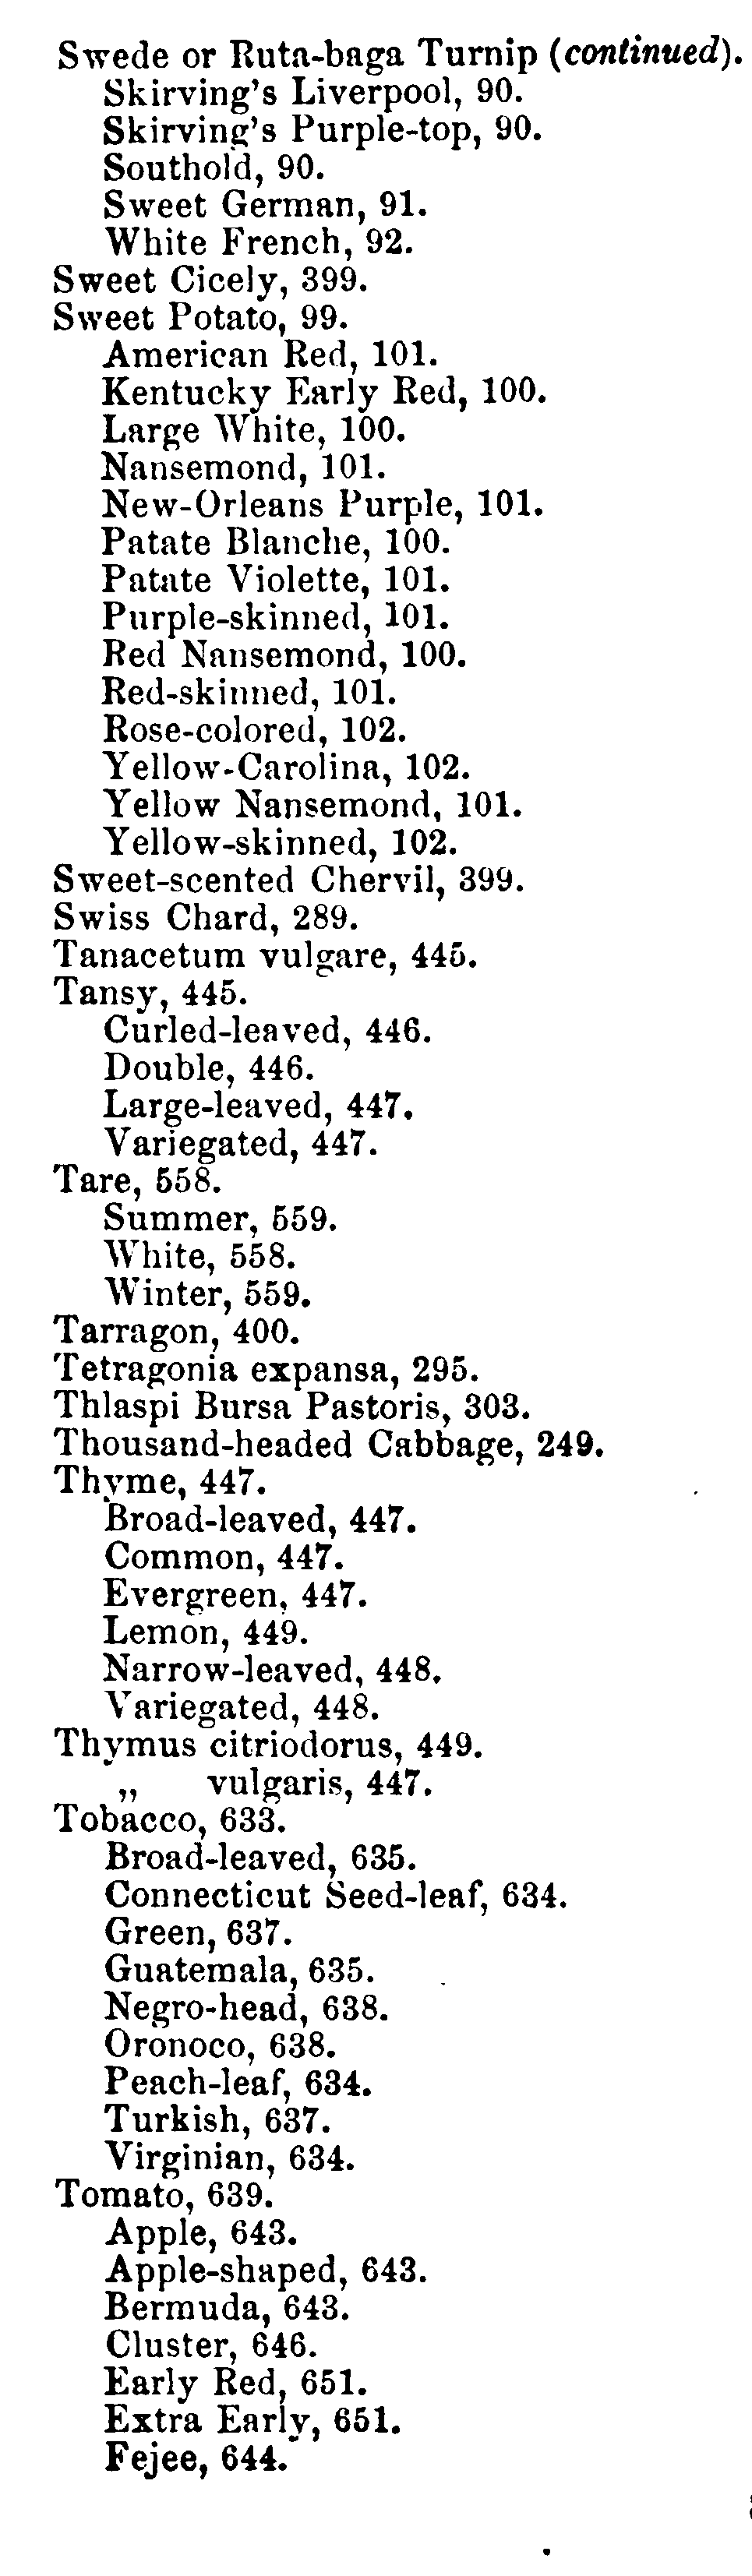 Swede or Ruta-baga Turnip (continued).
Skirving's Liverpool, 90.
Skirving's Purple-top, 90.
Southold, 90.
Sweet German, 91.
White French, 92.
Sweet Cicely, 399.
Sweet Potato, 99.
American Red, 101.
Kentucky Early Red, 100.
Large White, 100.
Nansemond, 101.
New-Orleans Purple, 101.
Patate Blanche, 100.
Patate Violette, 101.
Purple-skinned, 101.
Red Nansemond, 100.
Red-skinned, 101.
Rose-colored, 102.
Yellow-Carolina, 102.
Yellow Nansemond, 101.
Yellow-skinned, 102.
Sweet-scented Chervil, 399.
Swiss Chard, 289.
Tanacetum vulgare, 445.
Tansy, 445.
Curled-leaved, 446.
Double, 446.
Large-leaved, 447.
Variegated, 447.
Tare, 558.
Summer, 559.
White, 558.
Winter, 559.
Tarragon, 400.
Tetragonia expansa, 295.
Thlaspi Bursa Pastoris, 303.
Thousand-headed Cabbage, 249.
Thyme, 447.
Broad-leaved, 447.
Common, 447.
Evergreen, 447.
Lemon, 449.
Narrow-leaved, 448.
Variegated, 448.
Thymus citriodorus, 449.
„ vulgaris, 447.
Tobacco, 633.
Broad-leaved, 635.
Connecticut Seed-leaf, 634.
Green, 637.
Guatemala, 635.
Negro-head, 638.
Oronoco, 638.
Peach-leaf, 634.
Turkish, 637.
Virginian, 634.
Tomato, 639.
Apple, 643.
Apple-shaped, 643.
Bermuda, 643.
Cluster, 646.
Early Red, 651.
Extra Early, 651.
Fejee, 644.